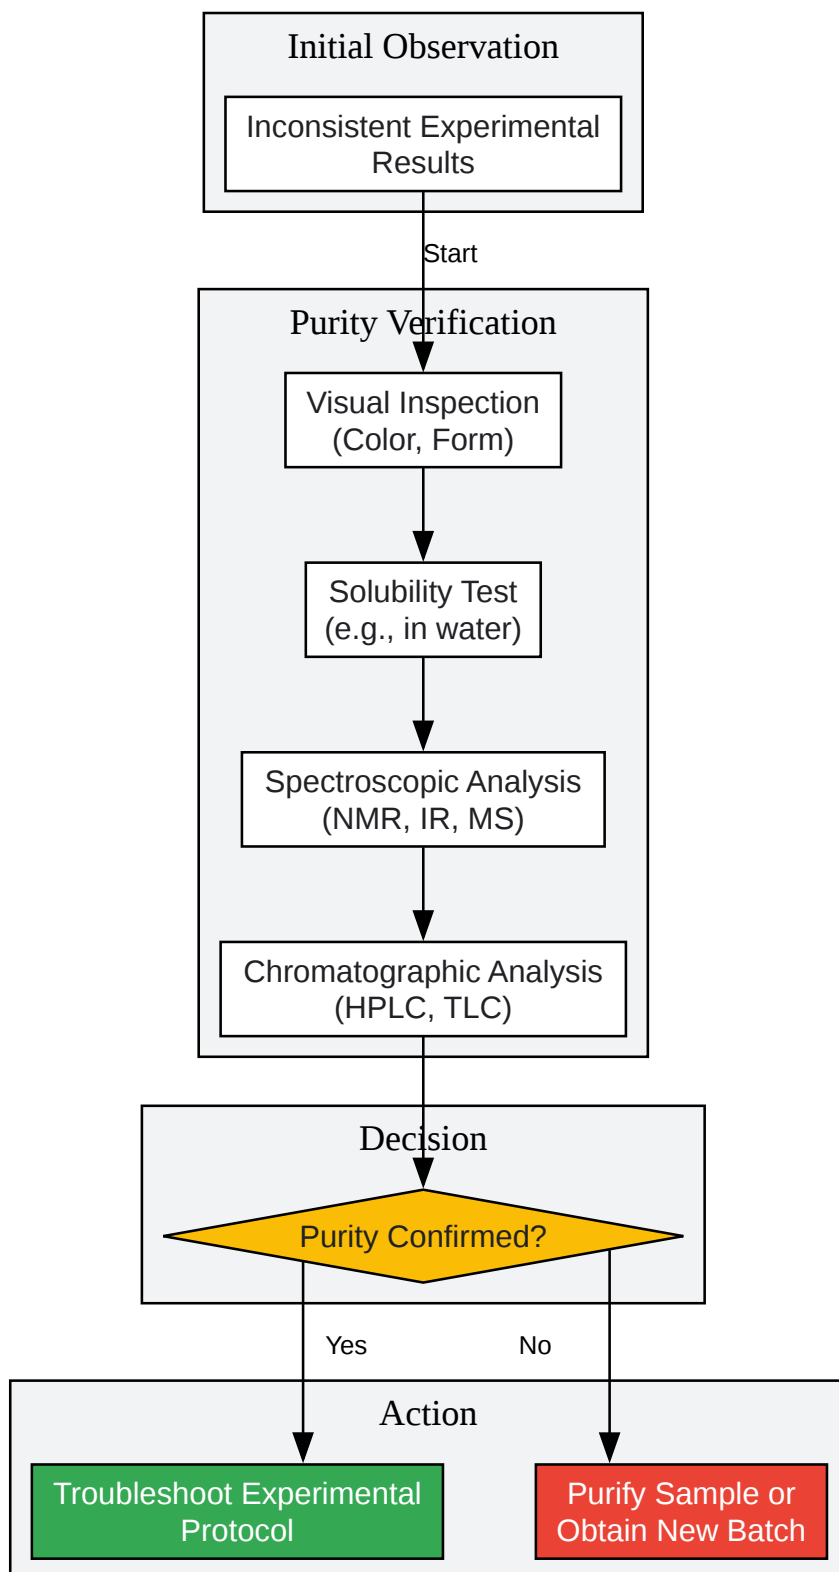 Initial Observation
Inconsistent Experimental
Results
Start
Purity Verification
Visual Inspection
(Color, Form)
Solubility Test
(e.g., in water)
Spectroscopic Analysis
(NMR, IR, MS)
Chromatographic Analysis
(HPLC, TLC)
Decision
Purity Confirmed?
Yes
No
Action
Troubleshoot Experimental
Protocol
Purify Sample or
Obtain New Batch